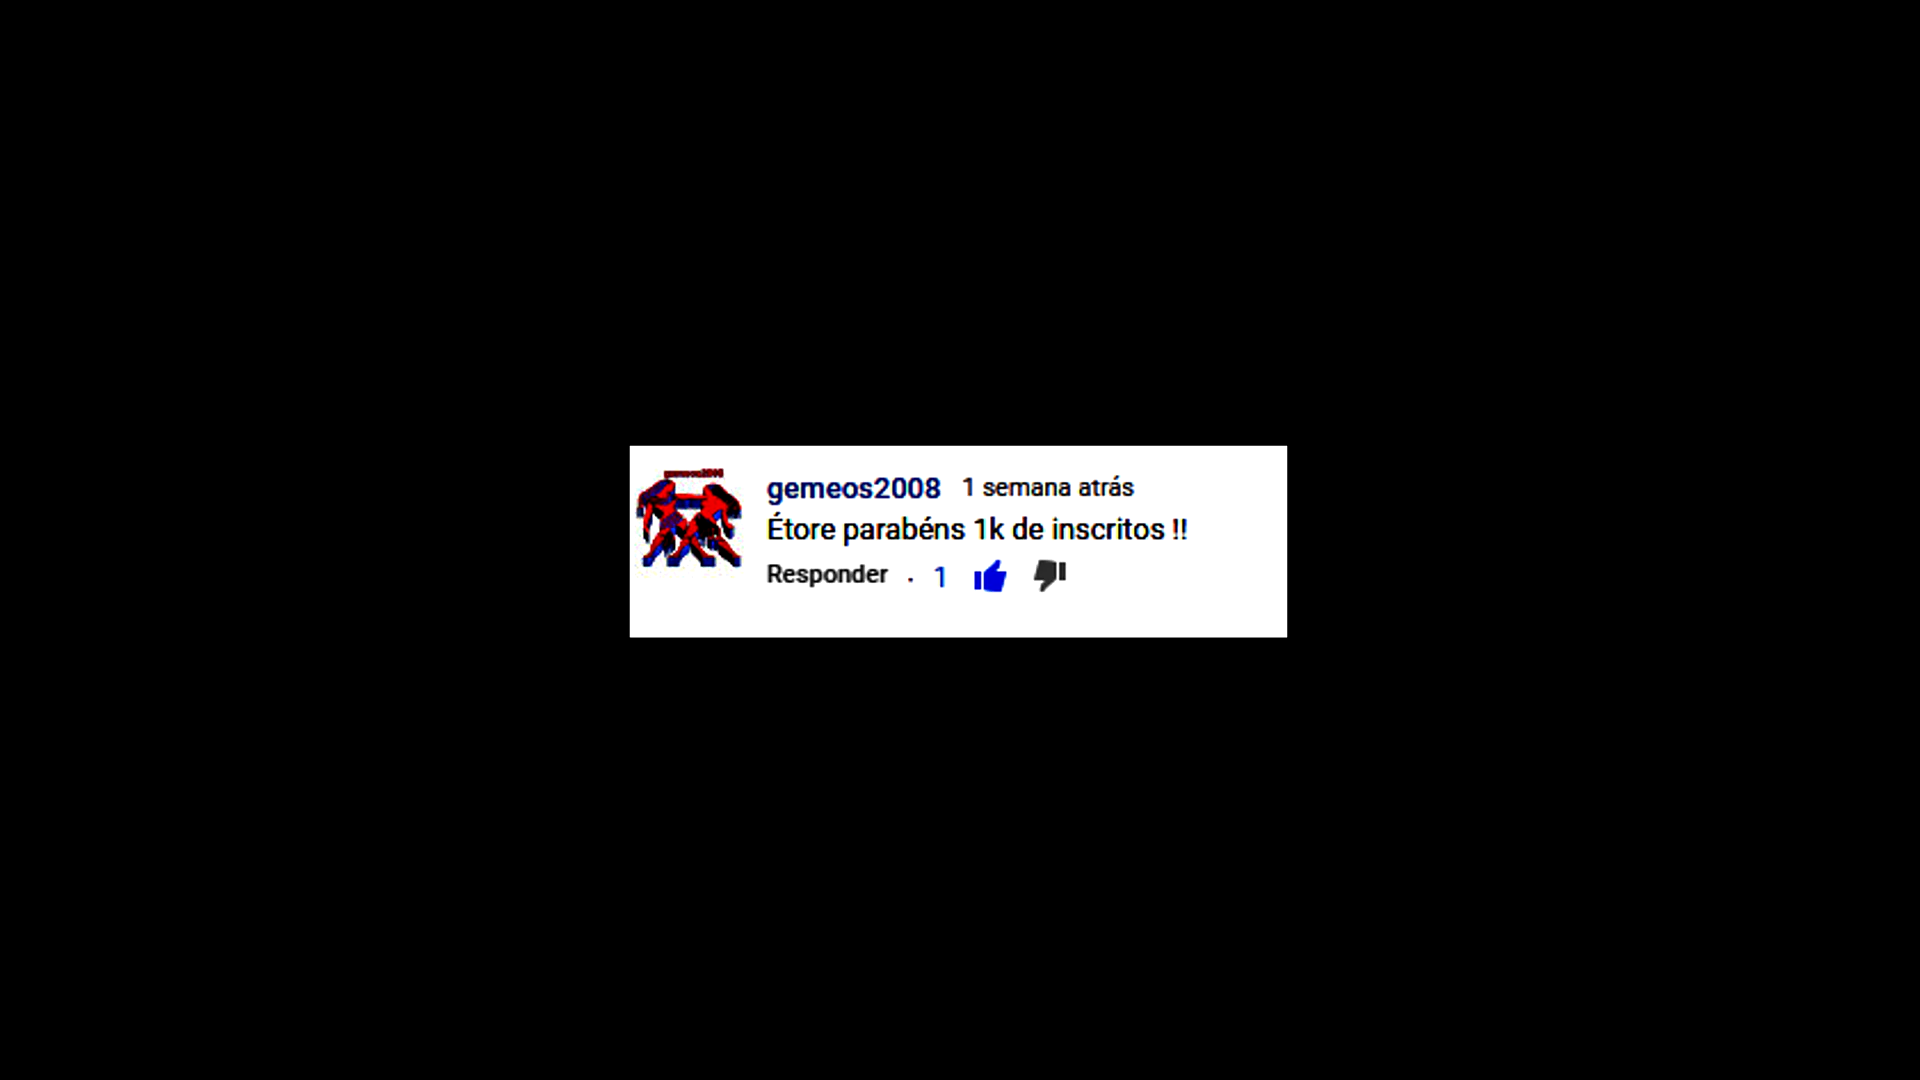 gemeos2008 1 semana atrás
Étore parabéns 1k de inscritos !!
Responder . 1